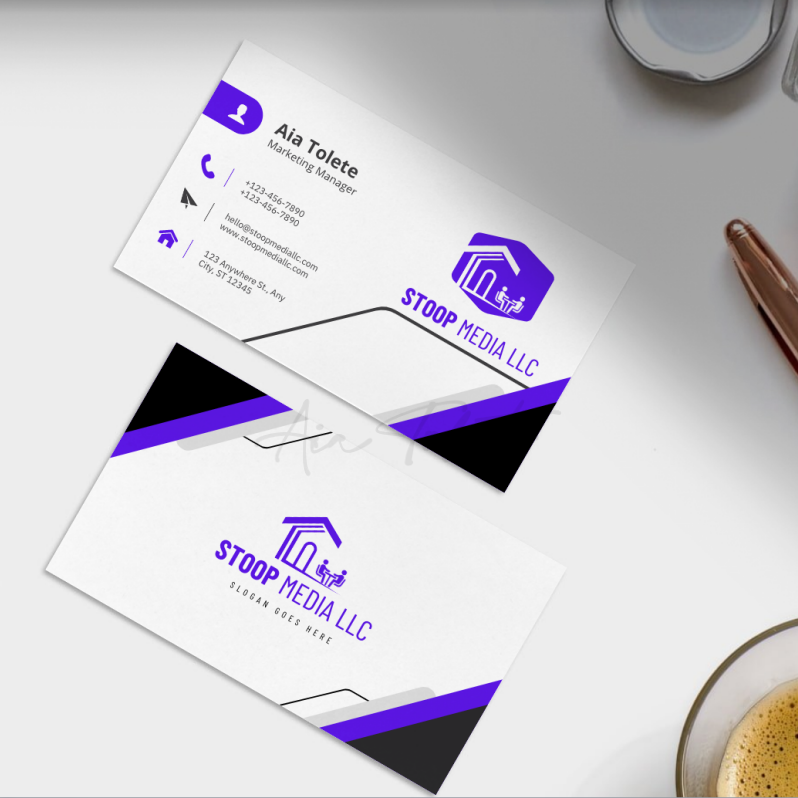 Aia Tolete
Marketing Manager
+123-456-7890
+123-456-7890
hello@stoopmediallc.com
www.stoopmediallc.com
123 Anywhere St., Any
City, ST 12345
STOOP MEDIA LLC
STOOP MEDIA LLC
SLOGAN GOES HERE
Aia